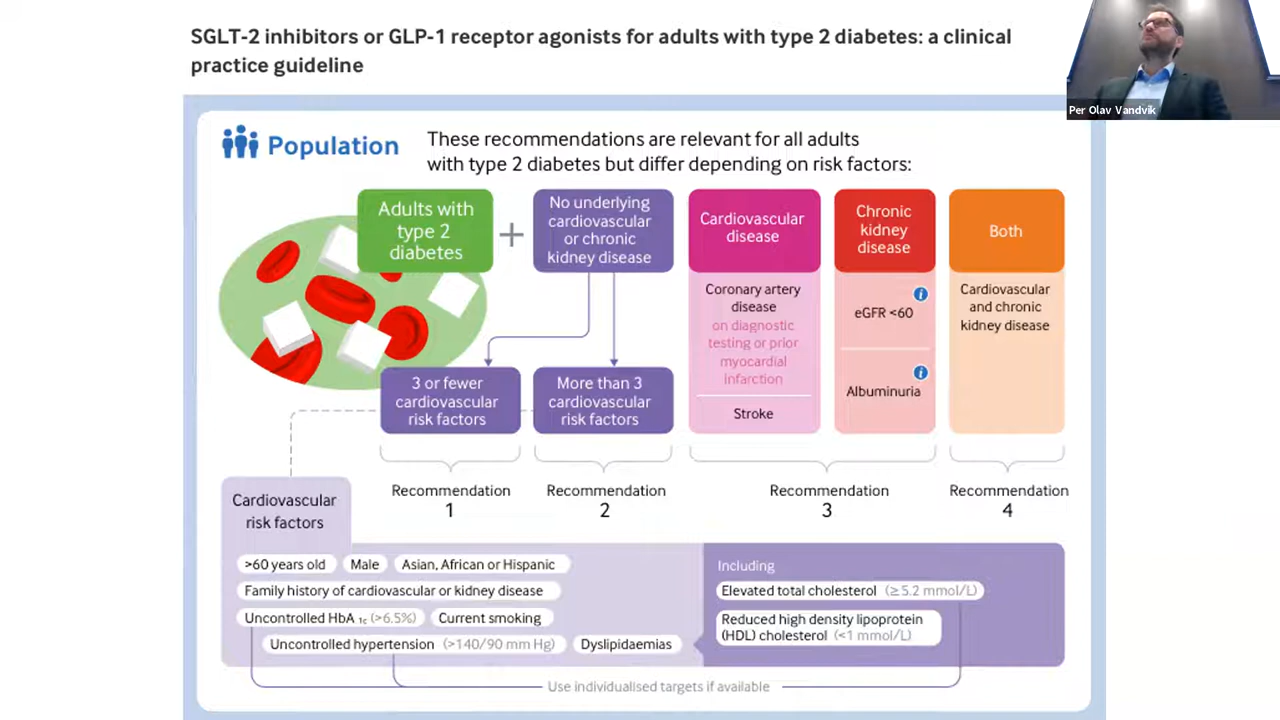 SGLT-2 inhibitors or GLP-1 receptor agonists for adults with type 2 diabetes: a clinical
practice guideline
Per Olav Vandvik
Population
These recommendations are relevant for all adults
with type 2 diabetes but differ depending on risk factors:
Adults with
type 2
diabetes
+
No underlying
cardiovascular
or chronic
kidney disease
Cardiovascular
disease
Chronic
kidney
disease
Both
Coronary artery
disease
on diagnostic
testing or prior
myocardial
infarction
Stroke
i
eGFR <60
i
Albuminuria
Cardiovascular
and chronic
kidney disease
3 or fewer
cardiovascular
risk factors
More than 3
cardiovascular
risk factors
Recommendation
1
Recommendation
2
Recommendation
3
Recommendation
4
Cardiovascular
risk factors
>60 years old
Male
Asian, African or Hispanic
Family history of cardiovascular or kidney disease
Uncontrolled HbA 1c (>6.5%)
Current smoking
Uncontrolled hypertension (>140/90 mm Hg)
Dyslipidaemias
Including
Elevated total cholesterol (≥5.2 mmol/L)
Reduced high density lipoprotein
(HDL) cholesterol (<1 mmol/L)
Use individualised targets if available